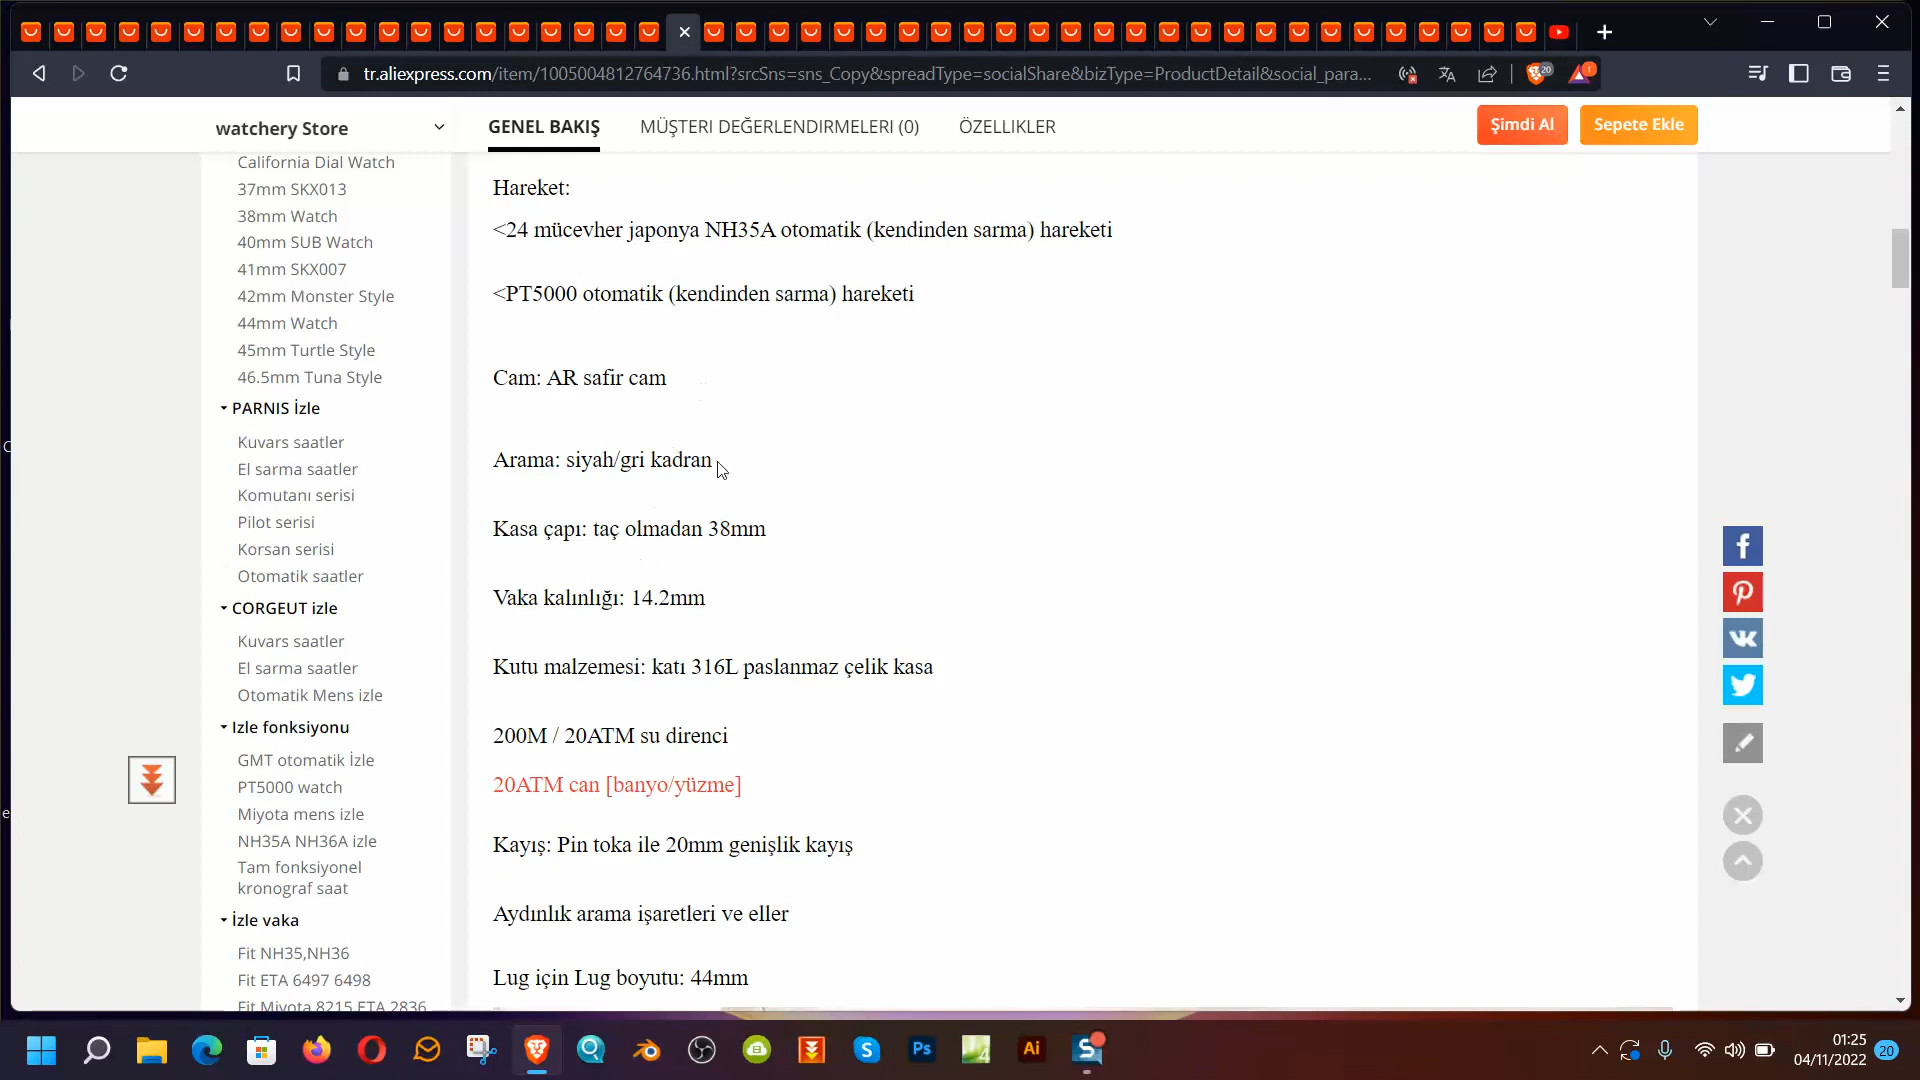 tr.aliexpress.com/item/1005004812764736.html?srcSns=sns_Copy&spreadType=socialShare&bizType=ProductDetail&social_para...
20
1
watchery Store
GENEL BAKIŞ
MÜŞTERI DEĞERLENDIRMELERI (0)
ÖZELLIKLER
Şimdi Al
Sepete Ekle
California Dial Watch
37mm SKX013
38mm Watch
40mm SUB Watch
41mm SKX007
42mm Monster Style
44mm Watch
45mm Turtle Style
46.5mm Tuna Style
PARNIS İzle
Kuvars saatler
El sarma saatler
Komutanı serisi
Pilot serisi
Korsan serisi
Otomatik saatler
CORGEUT izle
Kuvars saatler
El sarma saatler
Otomatik Mens izle
Izle fonksiyonu
GMT otomatik İzle
PT5000 watch
Miyota mens izle
NH35A NH36A izle
Tam fonksiyonel
kronograf saat
İzle vaka
Fit NH35,NH36
Fit ETA 6497 6498
Fit Miyota 8215 ETA 2836
Hareket:
<24 mücevher japonya NH35A otomatik (kendinden sarma) hareketi
<PT5000 otomatik (kendinden sarma) hareketi
Cam: AR safir cam
Arama: siyah/gri kadran
Kasa çapı: taç olmadan 38mm
Vaka kalınlığı: 14.2mm
Kutu malzemesi: katı 316L paslanmaz çelik kasa
200M / 20ATM su direnci
20ATM can [banyo/yüzme]
Kayış: Pin toka ile 20mm genişlik kayış
Aydınlık arama işaretleri ve eller
Lug için Lug boyutu: 44mm
Ps
Ai
01:25
04/11/2022
20